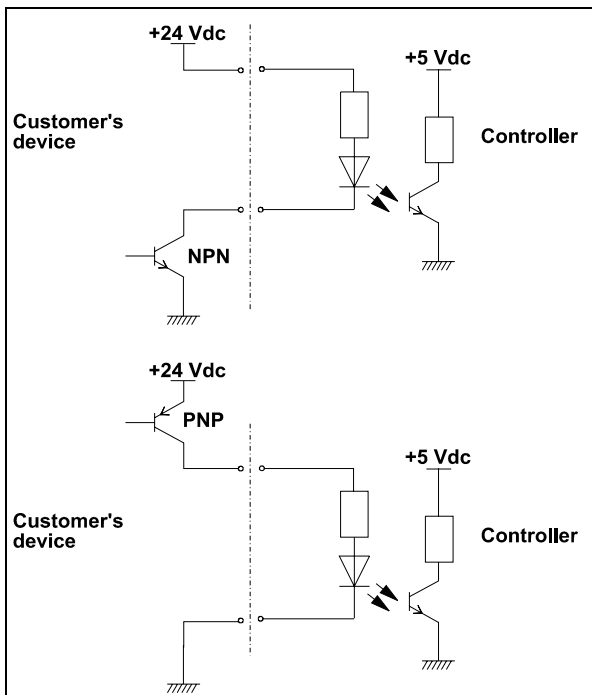 +24 Vdc
+5 Vdc
Customer's
device
Controller
NPN
+24 Vdc
PNP
+5 Vdc
Customer's
device
Controller